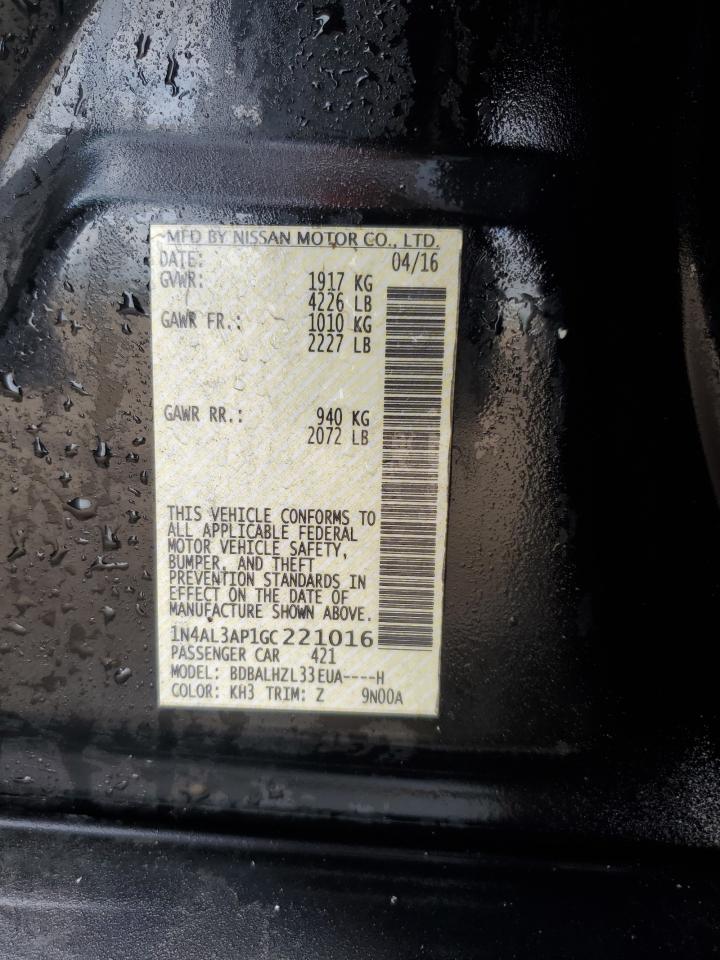 MFD BY NISSAN MOTOR CO., LTD.
DATE: 04/16
GVWR: 1917 KG
4226 LB
GAWR FR.: 1010 KG
2227 LB
GAWR RR.: 940 KG
2072 LB
THIS VEHICLE CONFORMS TO
ALL APPLICABLE FEDERAL
MOTOR VEHICLE SAFETY,
BUMPER, AND THEFT
PREVENTION STANDARDS IN
EFFECT ON THE DATE OF
MANUFACTURE SHOWN ABOVE.
1N4AL3AP1GC221016
PASSENGER CAR 421
MODEL: BDBALHZL33EUA----H
COLOR: KH3 TRIM: Z 9N00A